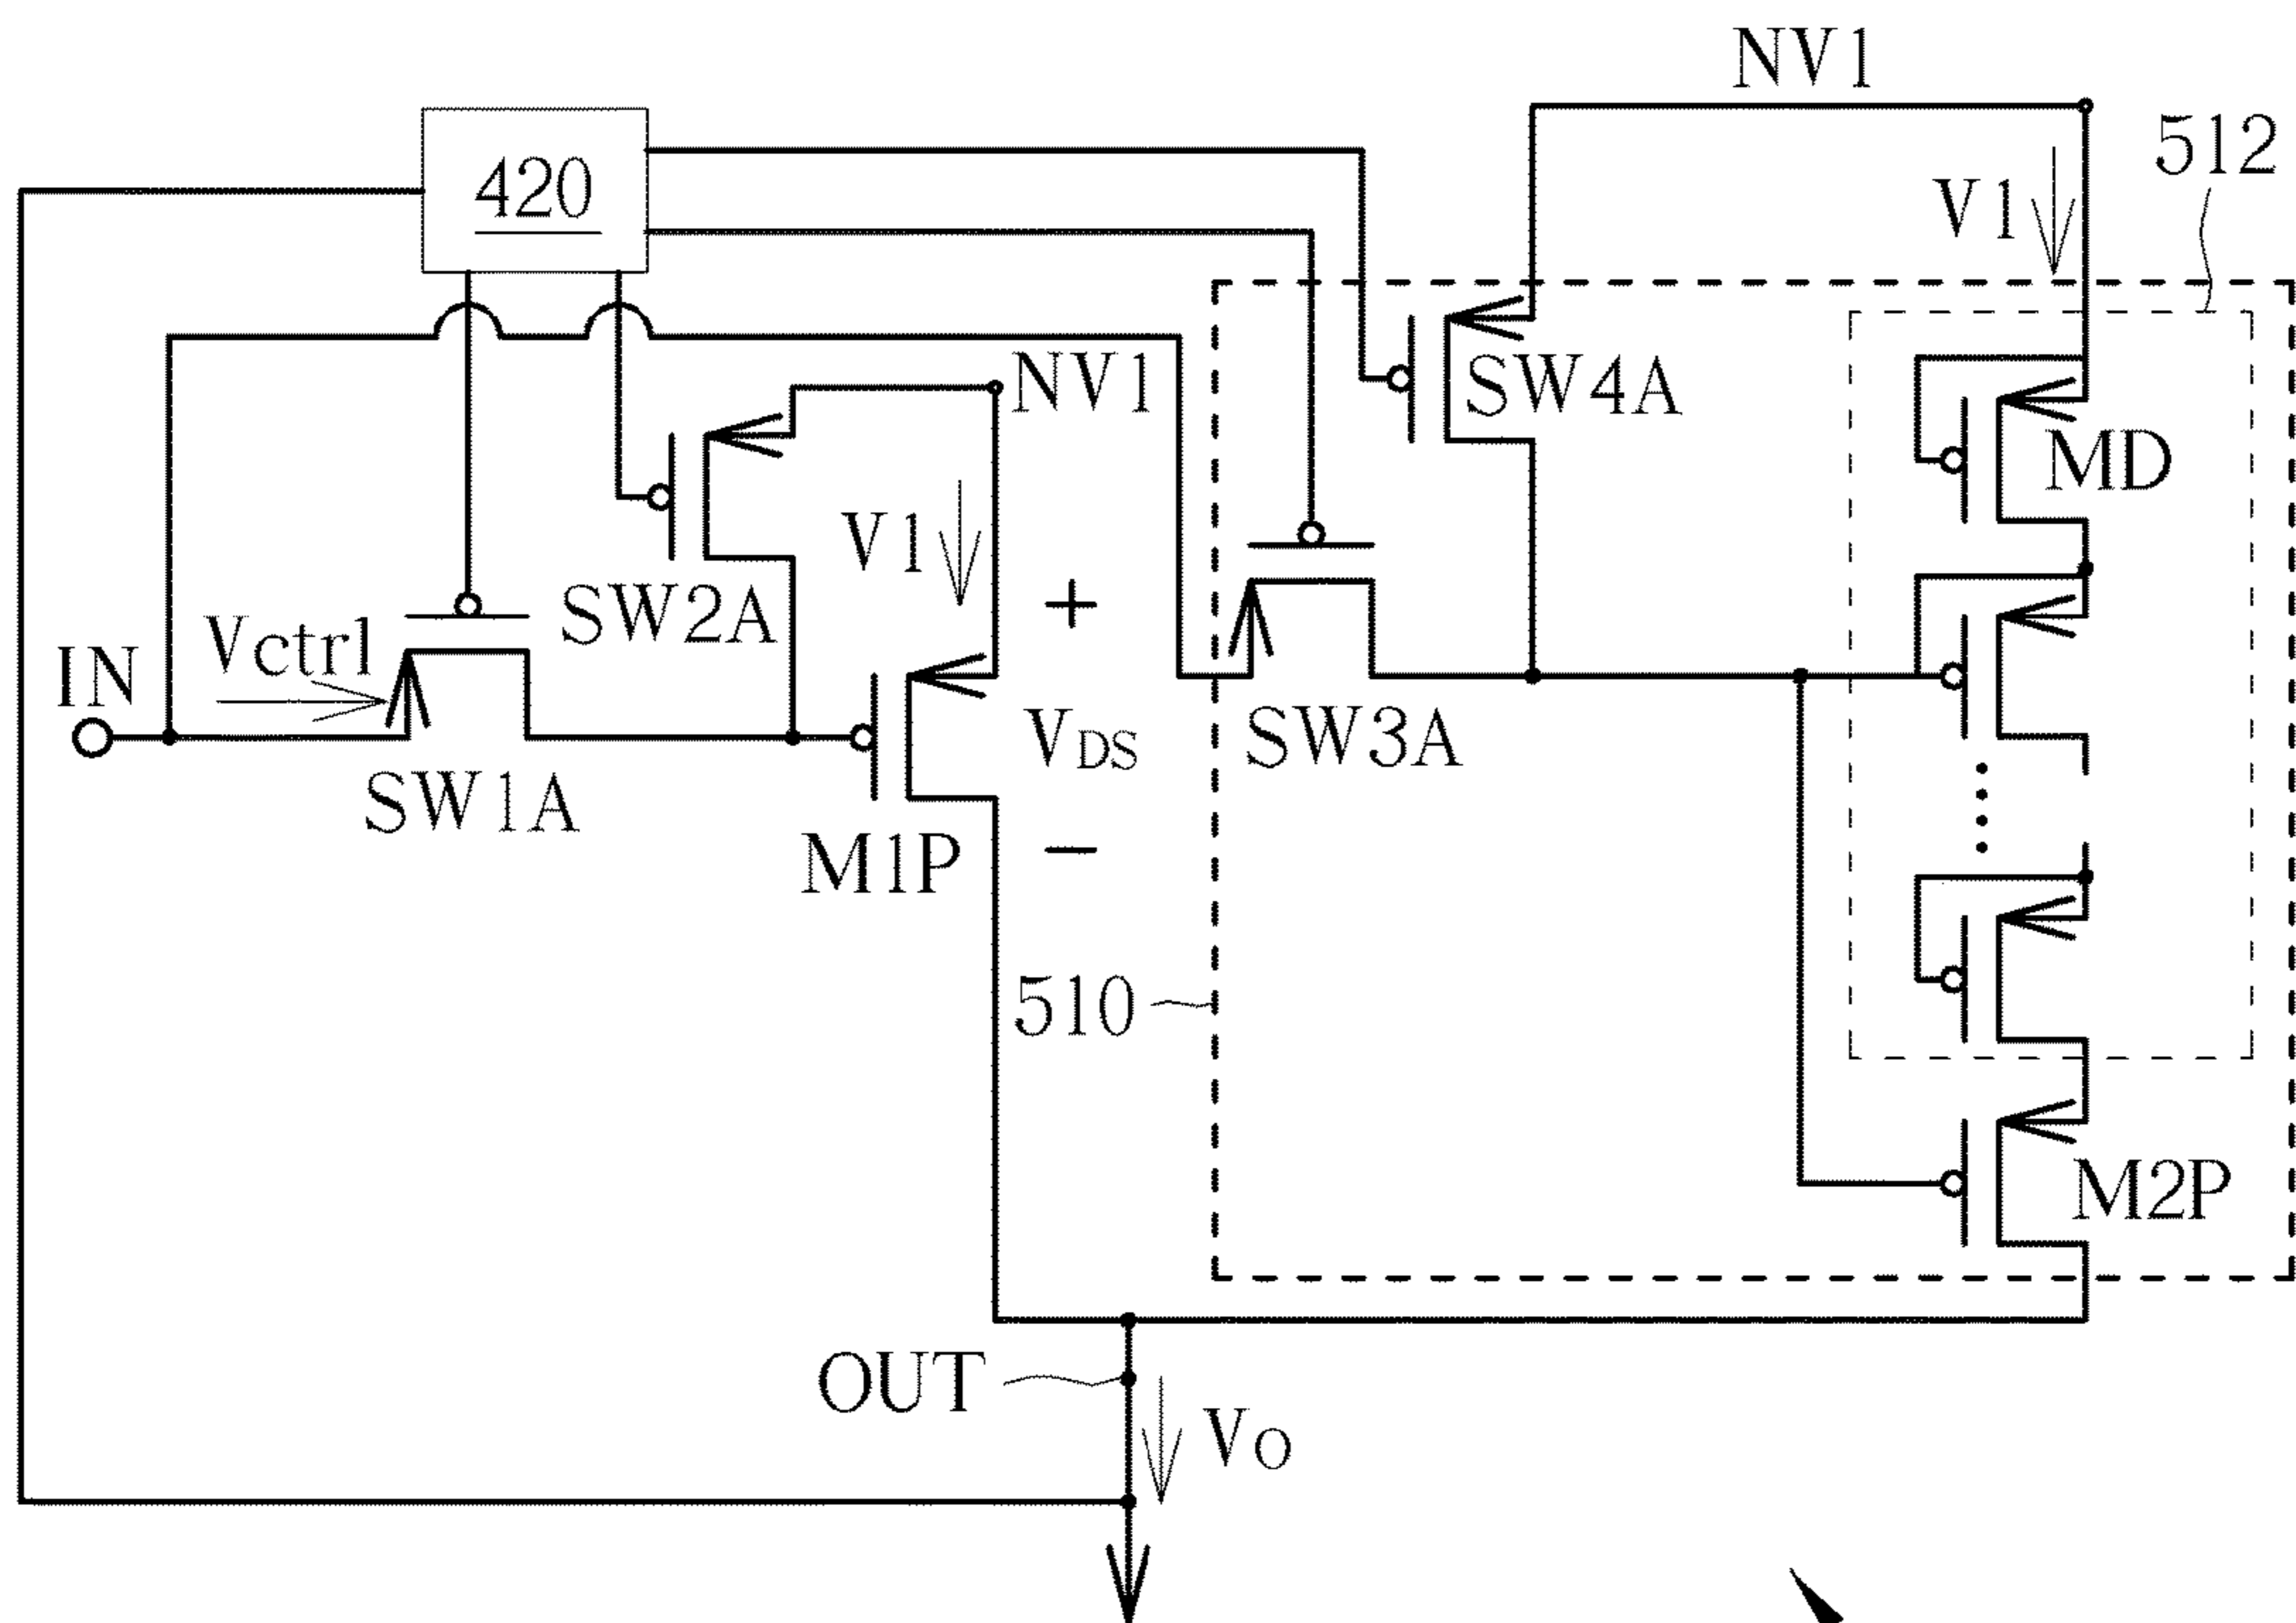 NV1
512
420
V1
NV1
SW4A
MD
V1
SW2A
Vctrl
IN
VDS
SW3A
SW1A
M1P
510
M2P
OUT
VO
+
−